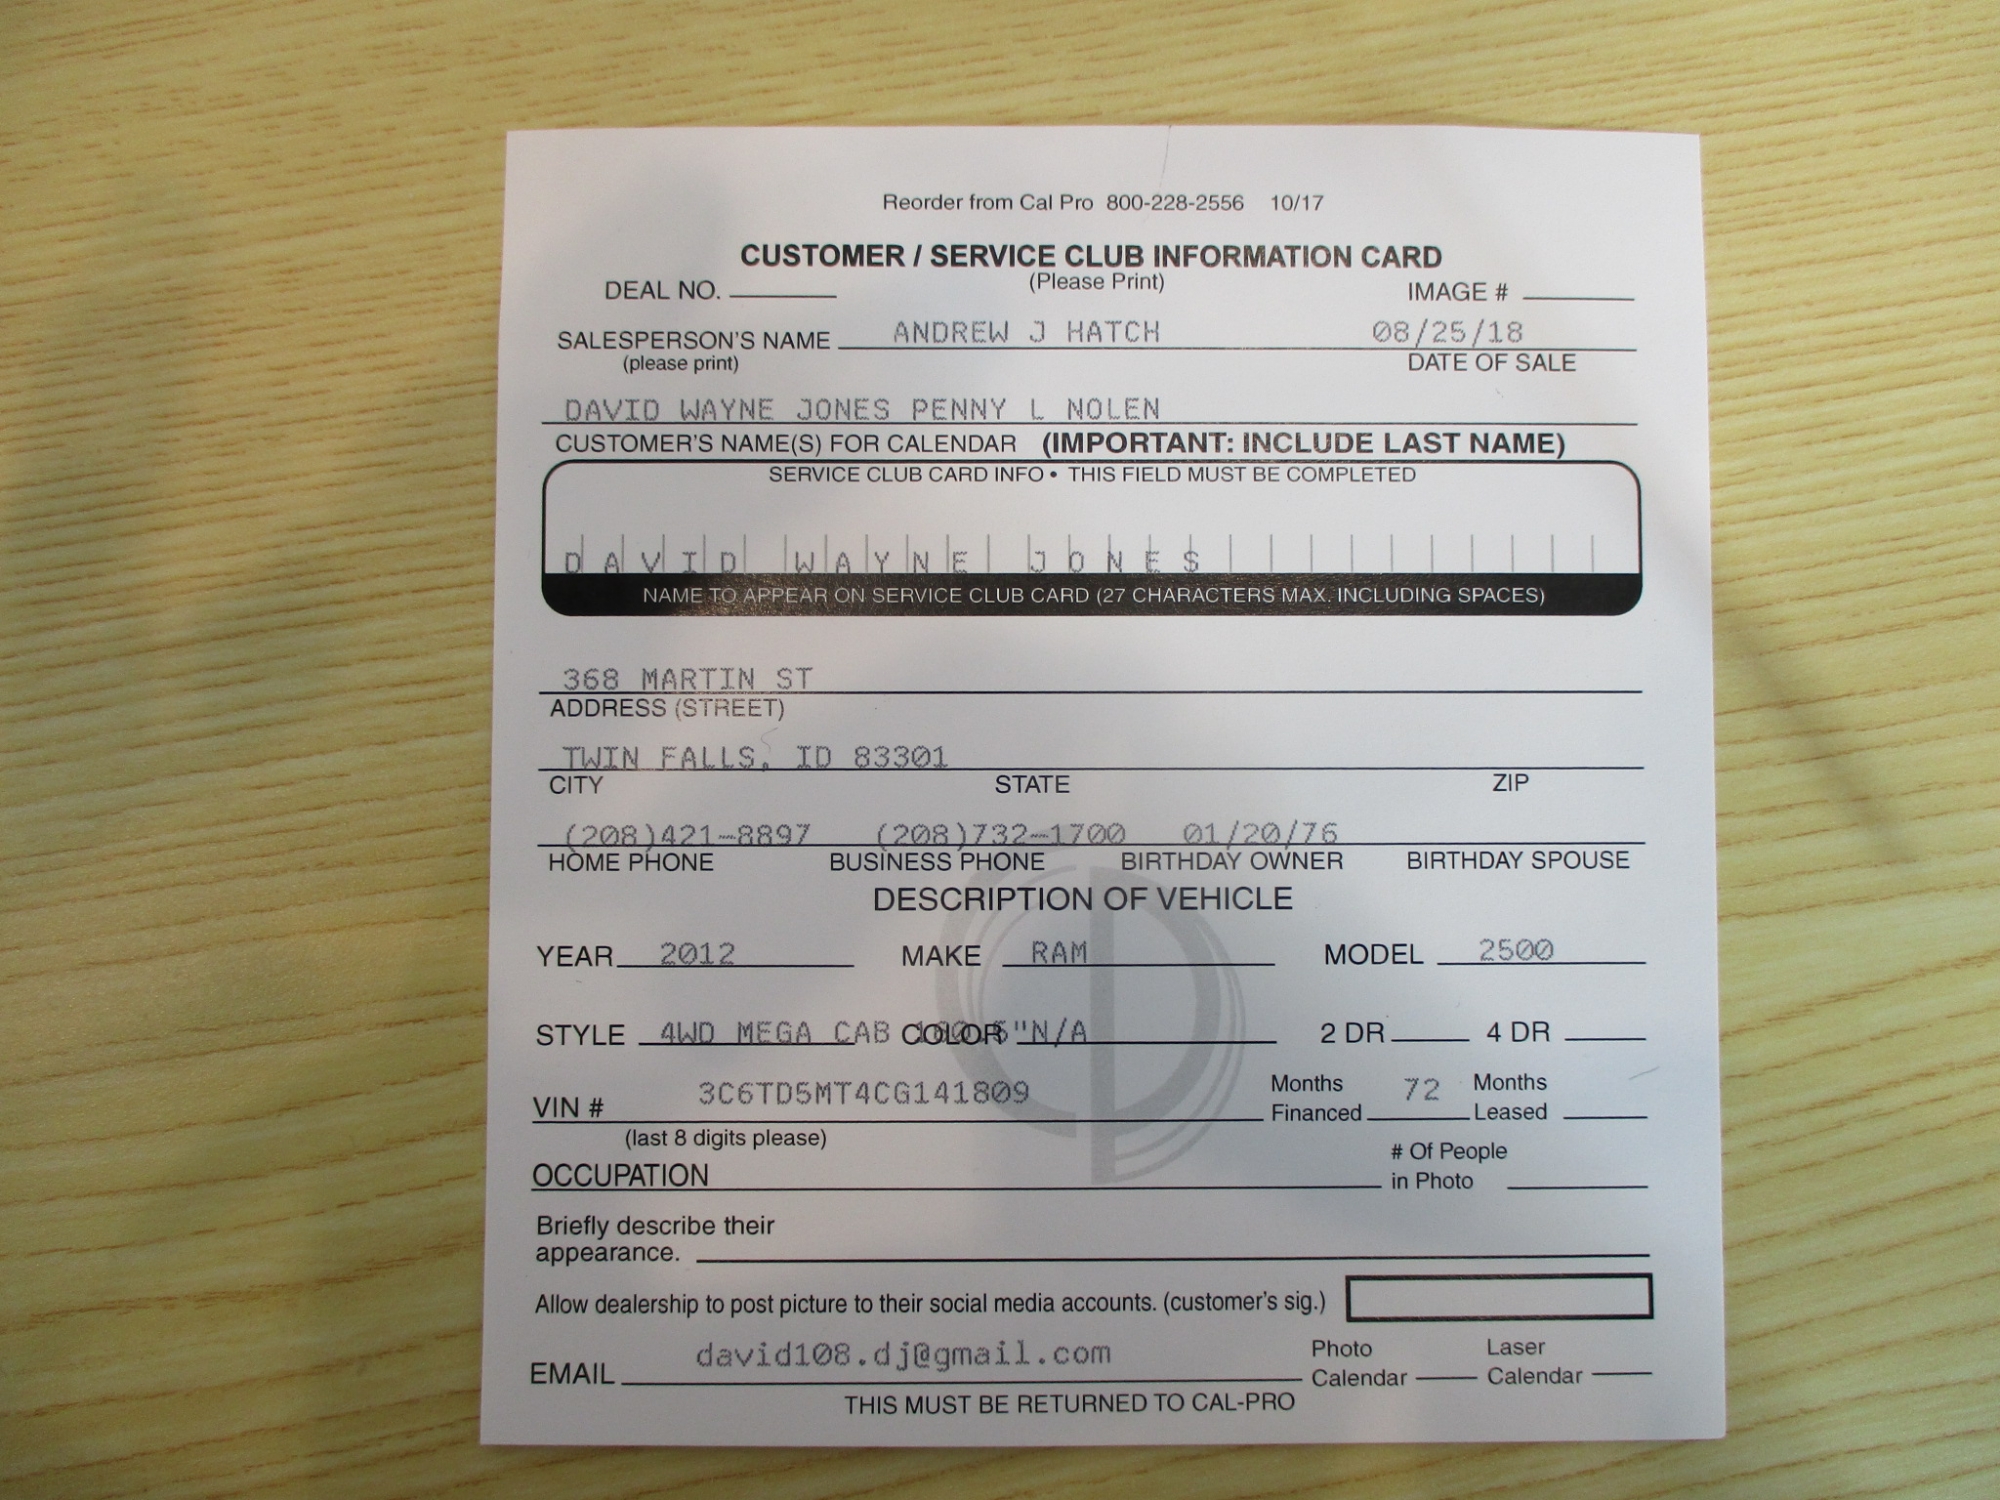 Reorder from Cal Pro 800-228-2556 10/17
CUSTOMER / SERVICE CLUB INFORMATION CARD
(Please Print)
DEAL NO. IMAGE #
SALESPERSON'S NAME ANDREW J HATCH 08/25/18
(please print) DATE OF SALE
DAVID WAYNE JONES PENNY L NOLEN
CUSTOMER'S NAME(S) FOR CALENDAR (IMPORTANT: INCLUDE LAST NAME)
SERVICE CLUB CARD INFO • THIS FIELD MUST BE COMPLETED
DAVID WAYNE JONES
NAME TO APPEAR ON SERVICE CLUB CARD (27 CHARACTERS MAX. INCLUDING SPACES)
368 MARTIN ST
ADDRESS (STREET)
TWIN FALLS, ID 83301
CITY STATE ZIP
(208)421-8897 (208)732-1700 01/20/76
HOME PHONE BUSINESS PHONE BIRTHDAY OWNER BIRTHDAY SPOUSE
DESCRIPTION OF VEHICLE
YEAR 2012 MAKE RAM MODEL 2500
STYLE 4WD MEGA CAB COLOR N/A 2 DR 4 DR
VIN # 3C6TD5MT4CG141809 Months Financed 72 Months Leased
(last 8 digits please)
OCCUPATION # Of People in Photo
Briefly describe their
appearance.
Allow dealership to post picture to their social media accounts. (customer's sig.)
EMAIL david108.dj@gmail.com Photo Calendar Laser Calendar
THIS MUST BE RETURNED TO CAL-PRO